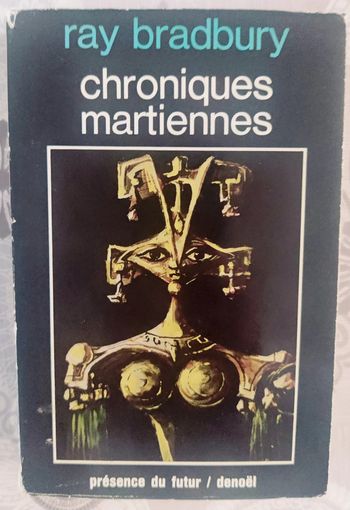 ray bradbury
chroniques
martiennes
présence du futur / denoël